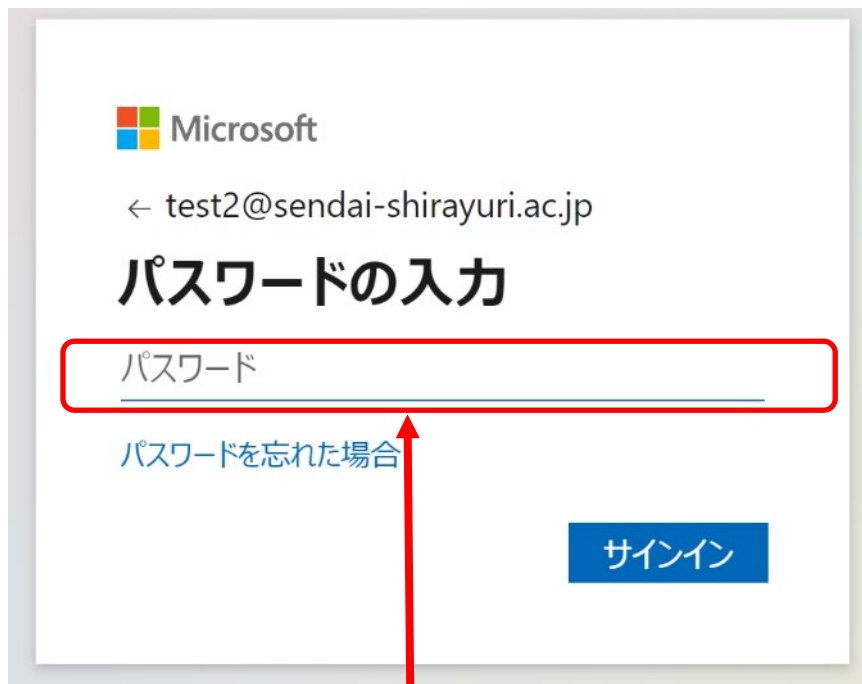 Microsoft
← test2@sendai-shirayuri.ac.jp
パスワードの入力
パスワード
パスワードを忘れた場合
サインイン